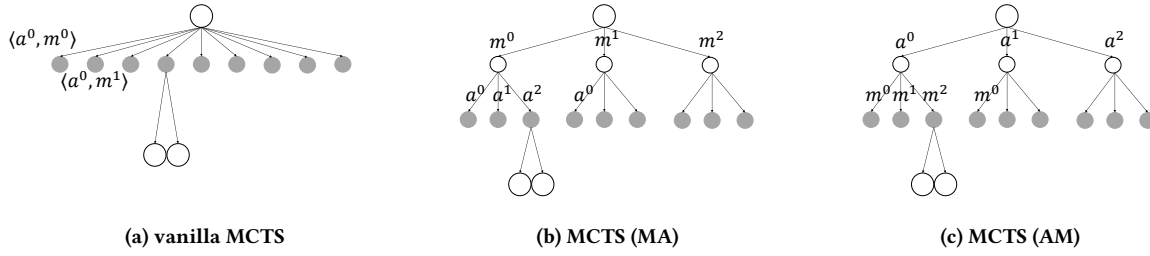 ⟨a⁰, m⁰⟩
⟨a⁰, m¹⟩
(a) vanilla MCTS
m⁰ m¹ m²
a⁰ a¹ a² a⁰
(b) MCTS (MA)
a⁰ a¹ a²
m⁰ m¹ m² m⁰
(c) MCTS (AM)